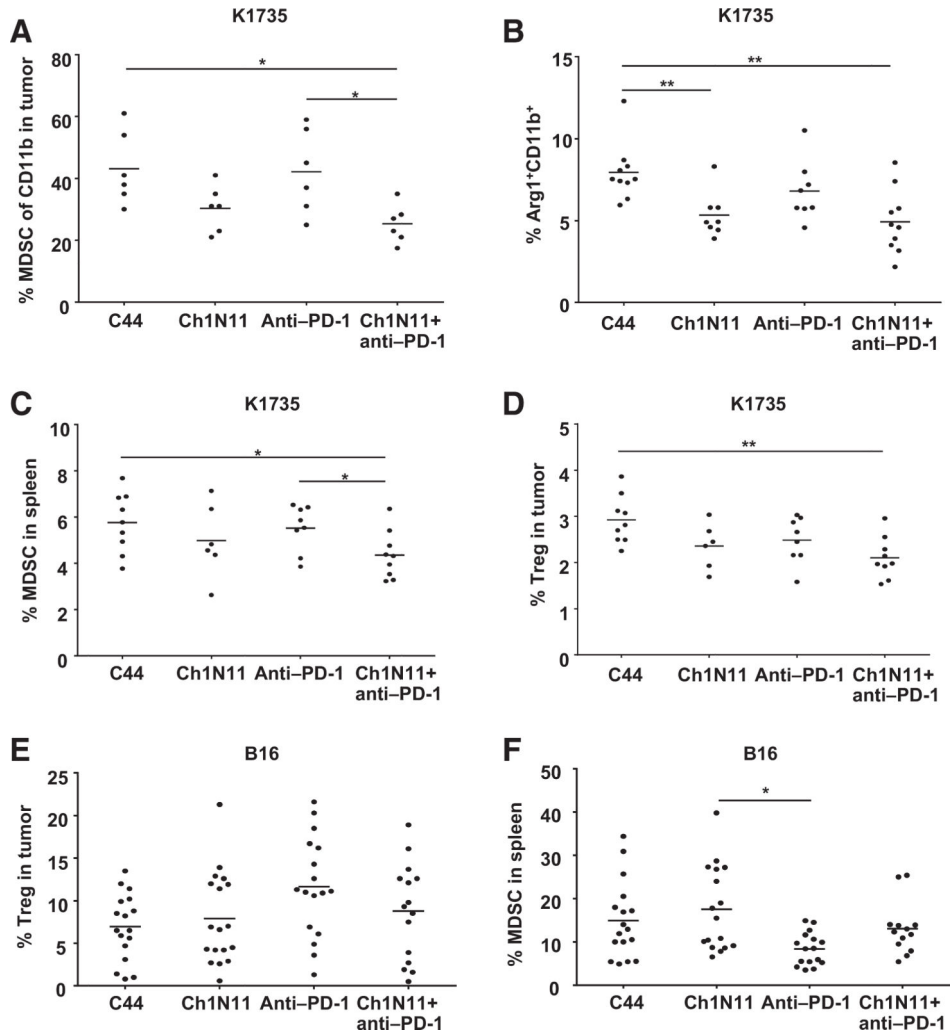 A
K1735
% MDSC of CD11b in tumor
80
60
40
20
0
*
*
C44
Ch1N11
Anti–PD-1
Ch1N11+
anti–PD-1
B
K1735
% Arg1⁺CD11b⁺
15
10
5
0
**
**
C44
Ch1N11
Anti–PD-1
Ch1N11+
anti–PD-1
C
K1735
% MDSC in spleen
10
8
6
4
2
0
*
*
C44
Ch1N11
Anti–PD-1
Ch1N11+
anti–PD-1
D
K1735
% Treg in tumor
5
4
3
2
1
0
**
C44
Ch1N11
Anti–PD-1
Ch1N11+
anti–PD-1
E
B16
% Treg in tumor
25
20
15
10
5
0
C44
Ch1N11
Anti–PD-1
Ch1N11+
anti–PD-1
F
B16
% MDSC in spleen
50
40
30
20
10
0
*
C44
Ch1N11
Anti–PD-1
Ch1N11+
anti–PD-1